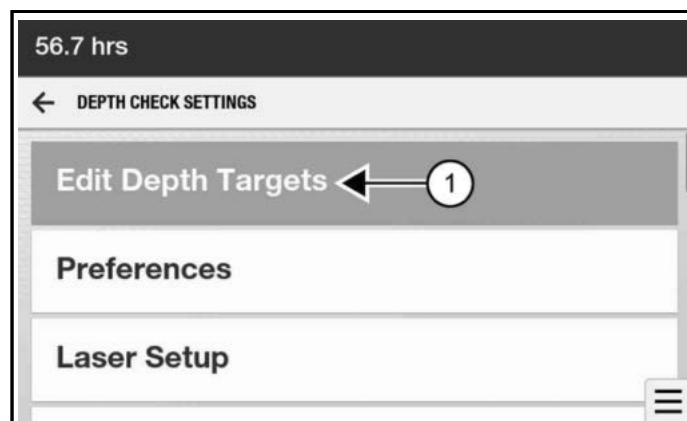 56.7 hrs
DEPTH CHECK SETTINGS
Edit Depth Targets 1
Preferences
Laser Setup